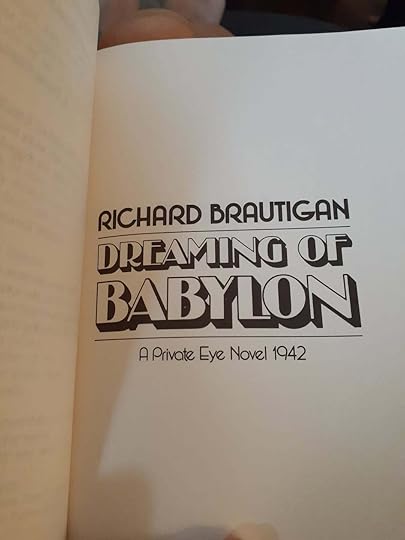 RICHARD BRAUTIGAN
DREAMING OF
BABYLON
A Private Eye Novel 1942